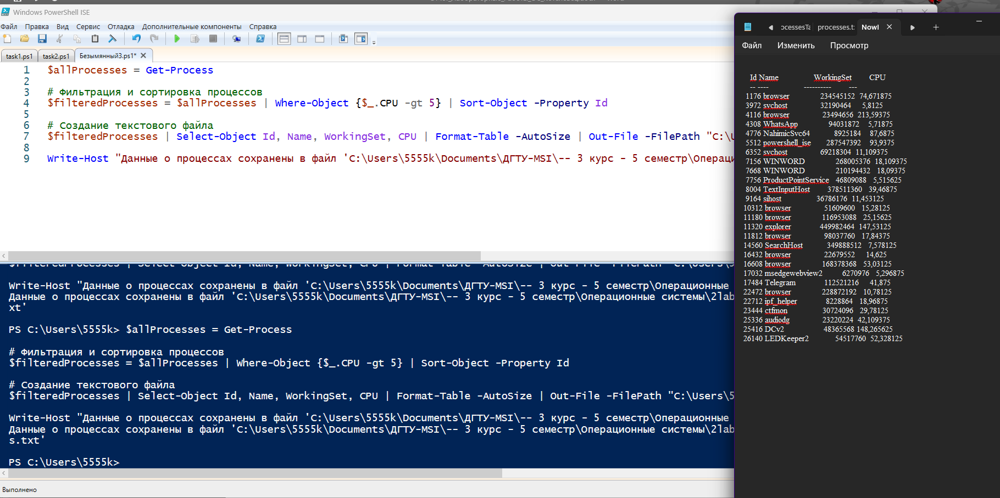 Windows PowerShell ISE
Файл Правка Вид Сервис Отладка Дополнительные компоненты Справка
task1.ps1 task2.ps1 Безымянный3.ps1* ✕
1 $allProcesses = Get-Process
2
3 # Фильтрация и сортировка процессов
4 $filteredProcesses = $allProcesses | Where-Object {$_.CPU -gt 5} | Sort-Object -Property Id
5
6 # Создание текстового файла
7 $filteredProcesses | Select-Object Id, Name, WorkingSet, CPU | Format-Table -AutoSize | Out-File -FilePath "C:\U
8
9 Write-Host "Данные о процессах сохранены в файл 'C:\Users\5555k\Documents\ДГТУ-MSI\-- 3 курс - 5 семестр\Операци
$filteredProcesses | Select-Object Id, Name, WorkingSet, CPU | Format-Table -AutoSize | Out-File -FilePath "C:\Users\5
Write-Host "Данные о процессах сохранены в файл 'C:\Users\5555k\Documents\ДГТУ-MSI\-- 3 курс - 5 семестр\Операционные
Данные о процессах сохранены в файл 'C:\Users\5555k\Documents\ДГТУ-MSI\-- 3 курс - 5 семестр\Операционные системы\2lab
xt'
PS C:\Users\5555k> $allProcesses = Get-Process
# Фильтрация и сортировка процессов
$filteredProcesses = $allProcesses | Where-Object {$_.CPU -gt 5} | Sort-Object -Property Id
# Создание текстового файла
$filteredProcesses | Select-Object Id, Name, WorkingSet, CPU | Format-Table -AutoSize | Out-File -FilePath "C:\Users\5
Write-Host "Данные о процессах сохранены в файл 'C:\Users\5555k\Documents\ДГТУ-MSI\-- 3 курс - 5 семестр\Операционные
Данные о процессах сохранены в файл 'C:\Users\5555k\Documents\ДГТУ-MSI\-- 3 курс - 5 семестр\Операционные системы\2lab
s.txt'
PS C:\Users\5555k>
Выполнено
ocessesTa processes.t: Nowl ✕ +
Файл Изменить Просмотр
Id Name WorkingSet CPU
-- ---- ---------- ---
1176 browser 234545152 74,671875
3972 svchost 32190464 5,8125
4116 browser 23494656 213,59375
4308 WhatsApp 94031872 5,71875
4776 NahimicSvc64 8925184 87,6875
5512 powershell_ise 287547392 93,9375
6352 svchost 69218304 11,109375
7156 WINWORD 268005376 18,109375
7668 WINWORD 210194432 18,09375
7756 ProductPointService 46809088 5,515625
8004 TextInputHost 378511360 39,46875
9164 sihost 36786176 11,453125
10312 browser 51609600 15,28125
11180 browser 116953088 25,15625
11320 explorer 449982464 147,53125
11812 browser 98037760 17,84375
14560 SearchHost 349888512 7,578125
16432 browser 22679552 14,625
16608 browser 168378368 53,03125
17032 msedgewebview2 6270976 5,296875
17484 Telegram 112521216 41,875
22472 browser 228872192 10,78125
22712 ipf_helper 8228864 18,96875
23444 ctfmon 30724096 29,78125
25336 audiodg 23220224 42,109375
25416 DCv2 48365568 148,265625
26140 LEDKeeper2 54517760 52,328125